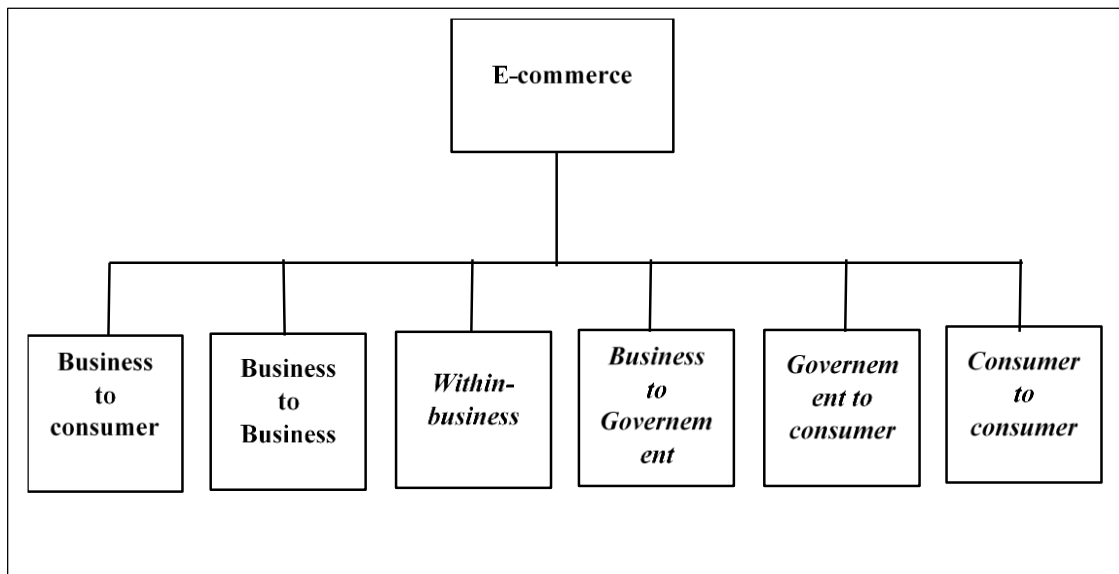 E-commerce
Business
to
consumer
Business
to
Business
Within-
business
Business
to
Governem
ent
Governem
ent to
consumer
Consumer
to
consumer